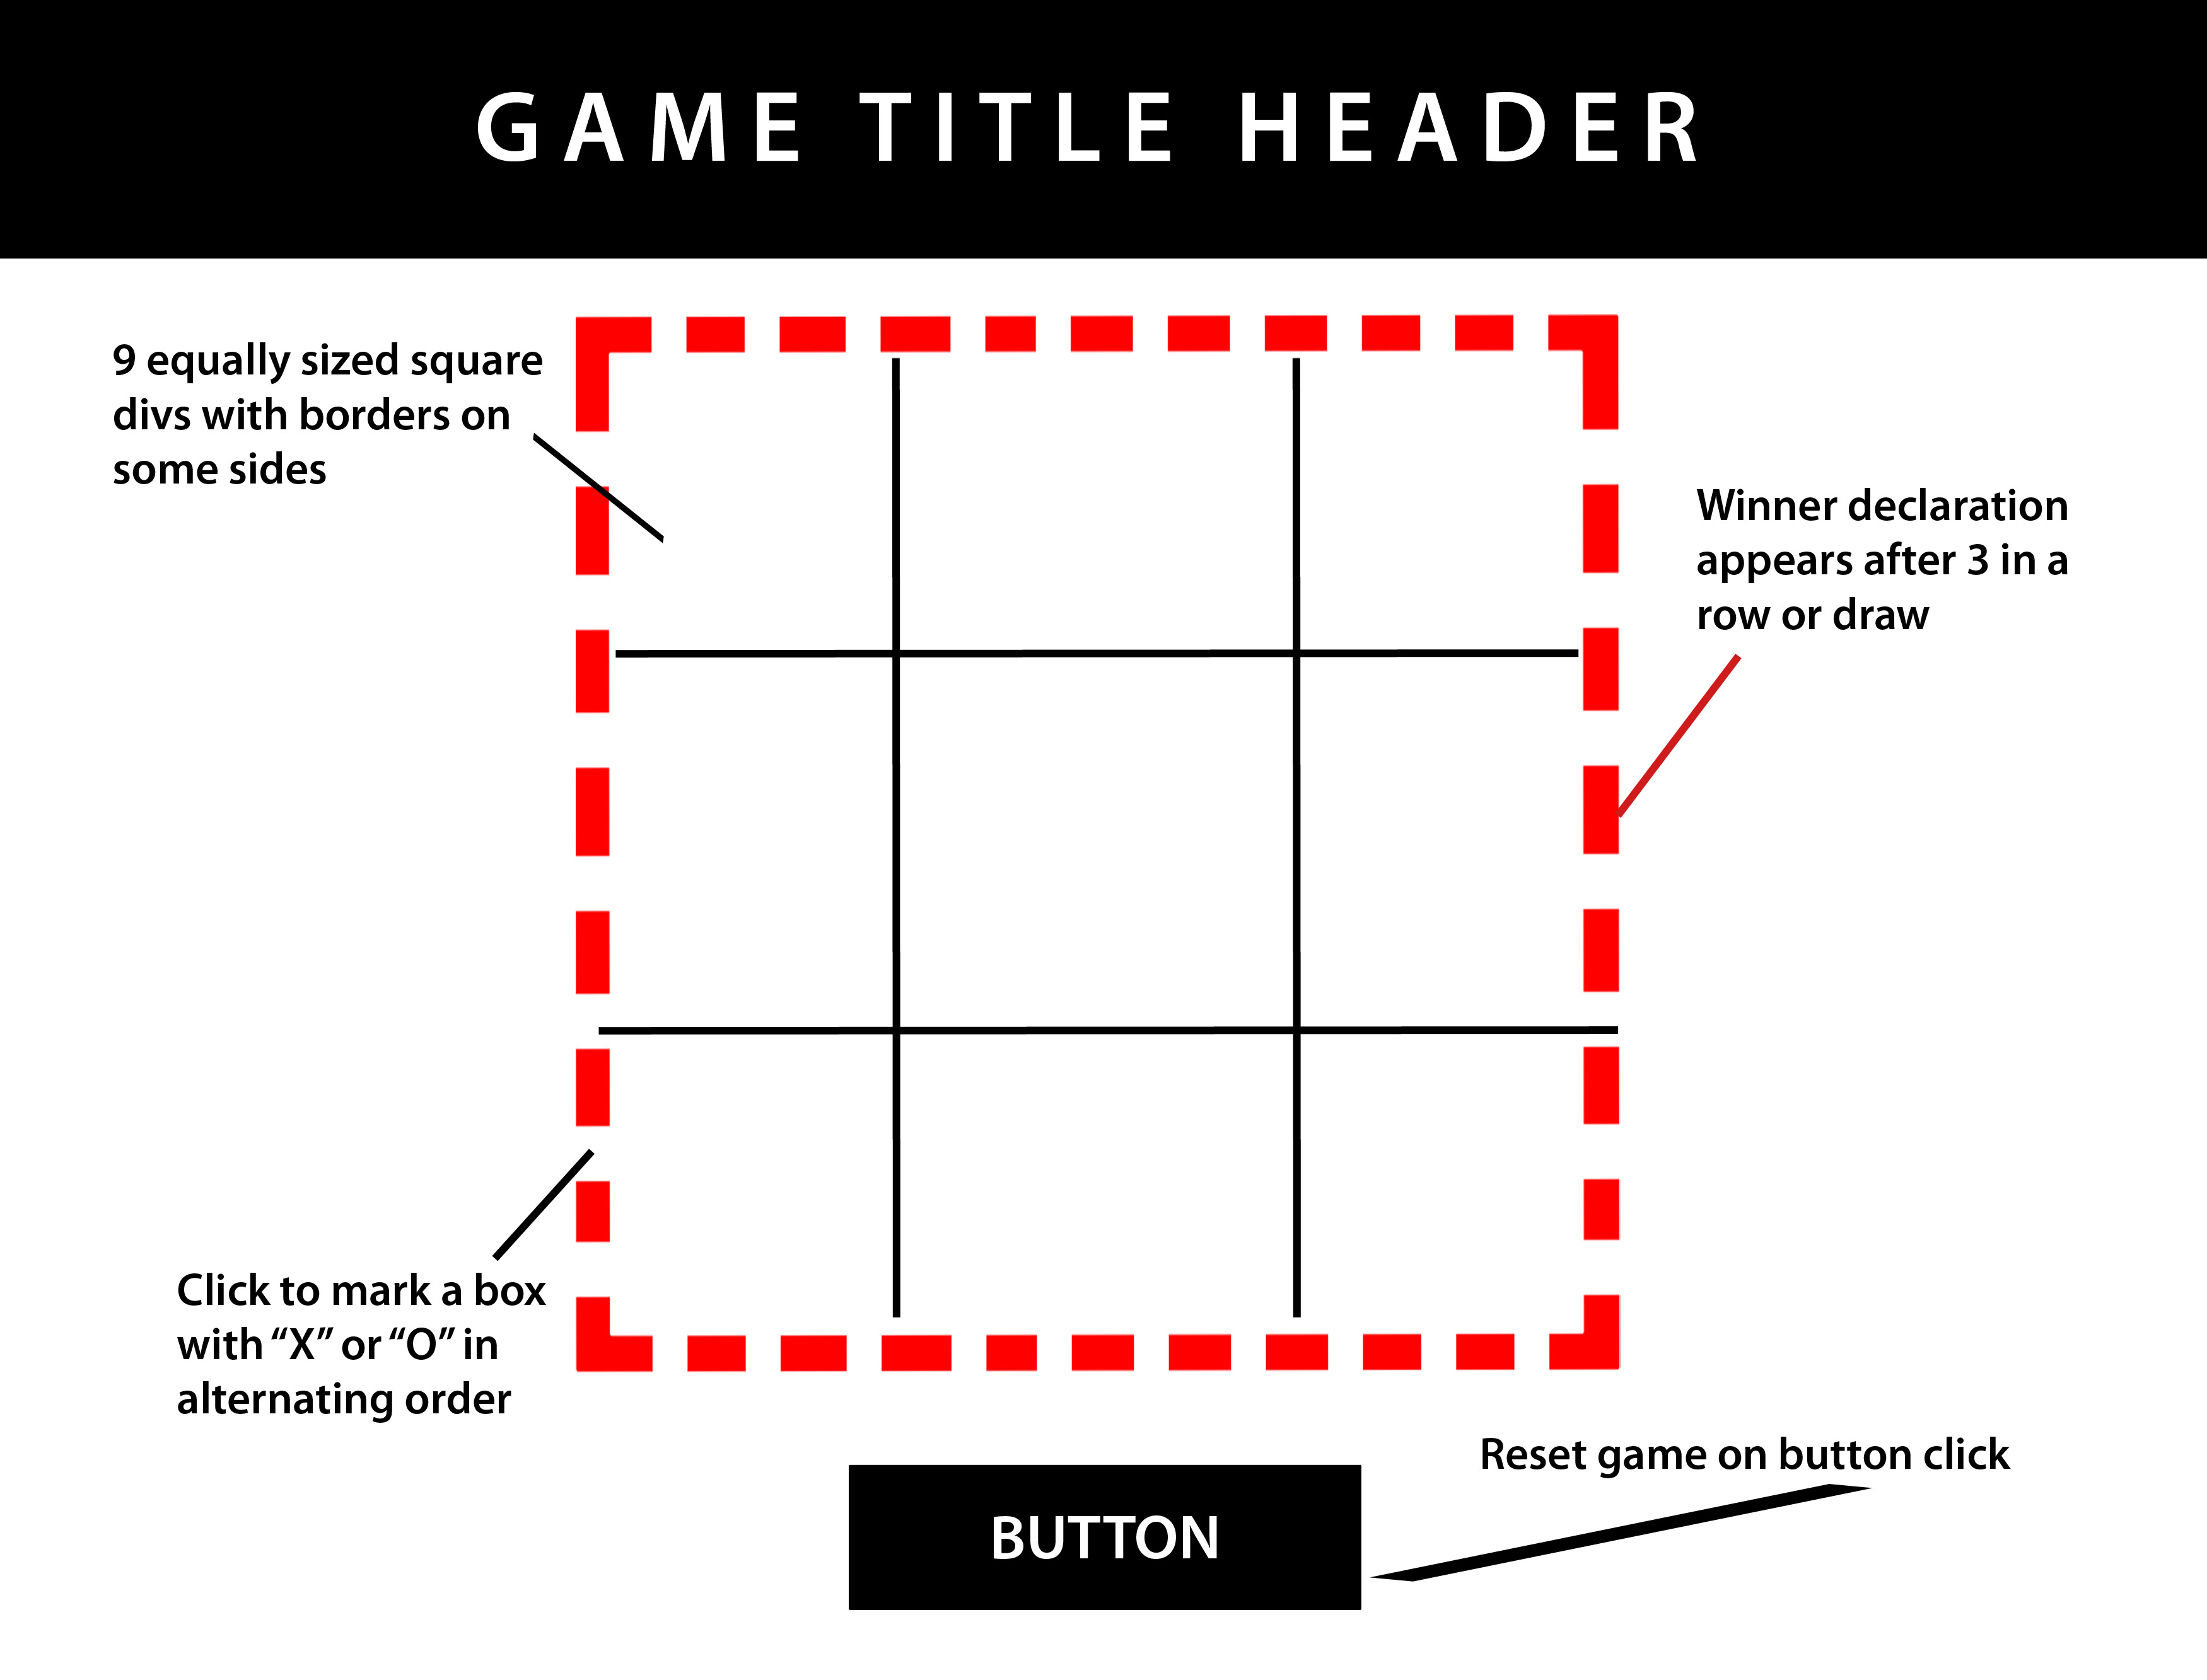 GAME TITLE HEADER
9 equally sized square
divs with borders on
some sides
Winner declaration
appears after 3 in a
row or draw
Click to mark a box
with “X” or “O” in
alternating order
Reset game on button click
BUTTON